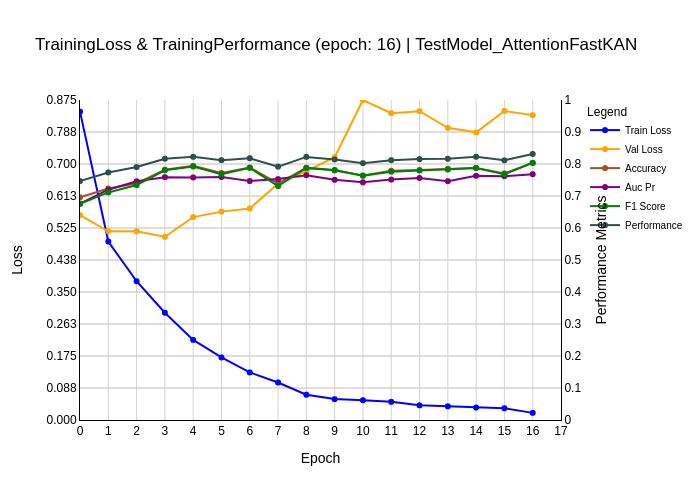 TrainingLoss & TrainingPerformance (epoch: 16) | TestModel_AttentionFastKAN
0.875
0.788
0.700
0.613
0.525
0.438
0.350
0.263
0.175
0.088
0.000
Loss
0 1 2 3 4 5 6 7 8 9 10 11 12 13 14 15 16 17
Epoch
1
0.9
0.8
0.7
0.6
0.5
0.4
0.3
0.2
0.1
0
Performance Metrics
Legend
Train Loss
Val Loss
Accuracy
Auc Pr
F1 Score
Performance